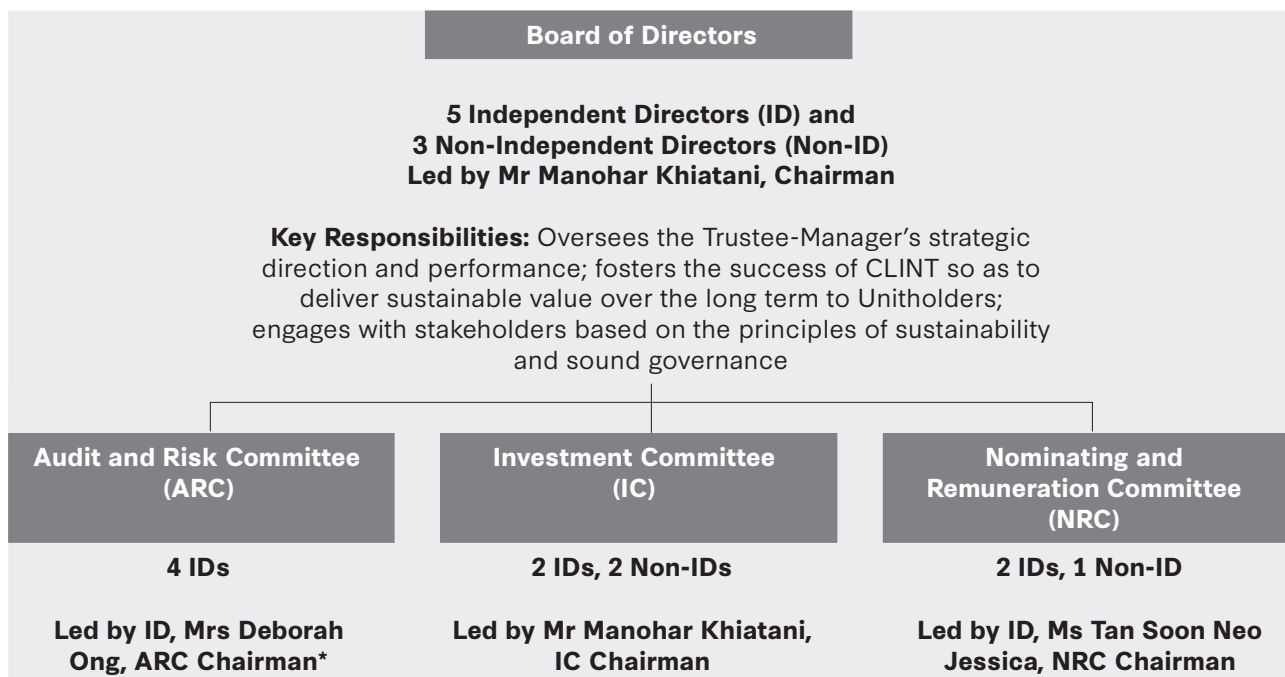 Board of Directors
5 Independent Directors (ID) and
3 Non-Independent Directors (Non-ID)
Led by Mr Manohar Khiatani, Chairman
Key Responsibilities: Oversees the Trustee-Manager’s strategic
direction and performance; fosters the success of CLINT so as to
deliver sustainable value over the long term to Unitholders;
engages with stakeholders based on the principles of sustainability
and sound governance
Audit and Risk Committee
(ARC)
4 IDs
Led by ID, Mrs Deborah
Ong, ARC Chairman*
Investment Committee
(IC)
2 IDs, 2 Non-IDs
Led by Mr Manohar Khiatani,
IC Chairman
Nominating and
Remuneration Committee
(NRC)
2 IDs, 1 Non-ID
Led by ID, Ms Tan Soon Neo
Jessica, NRC Chairman